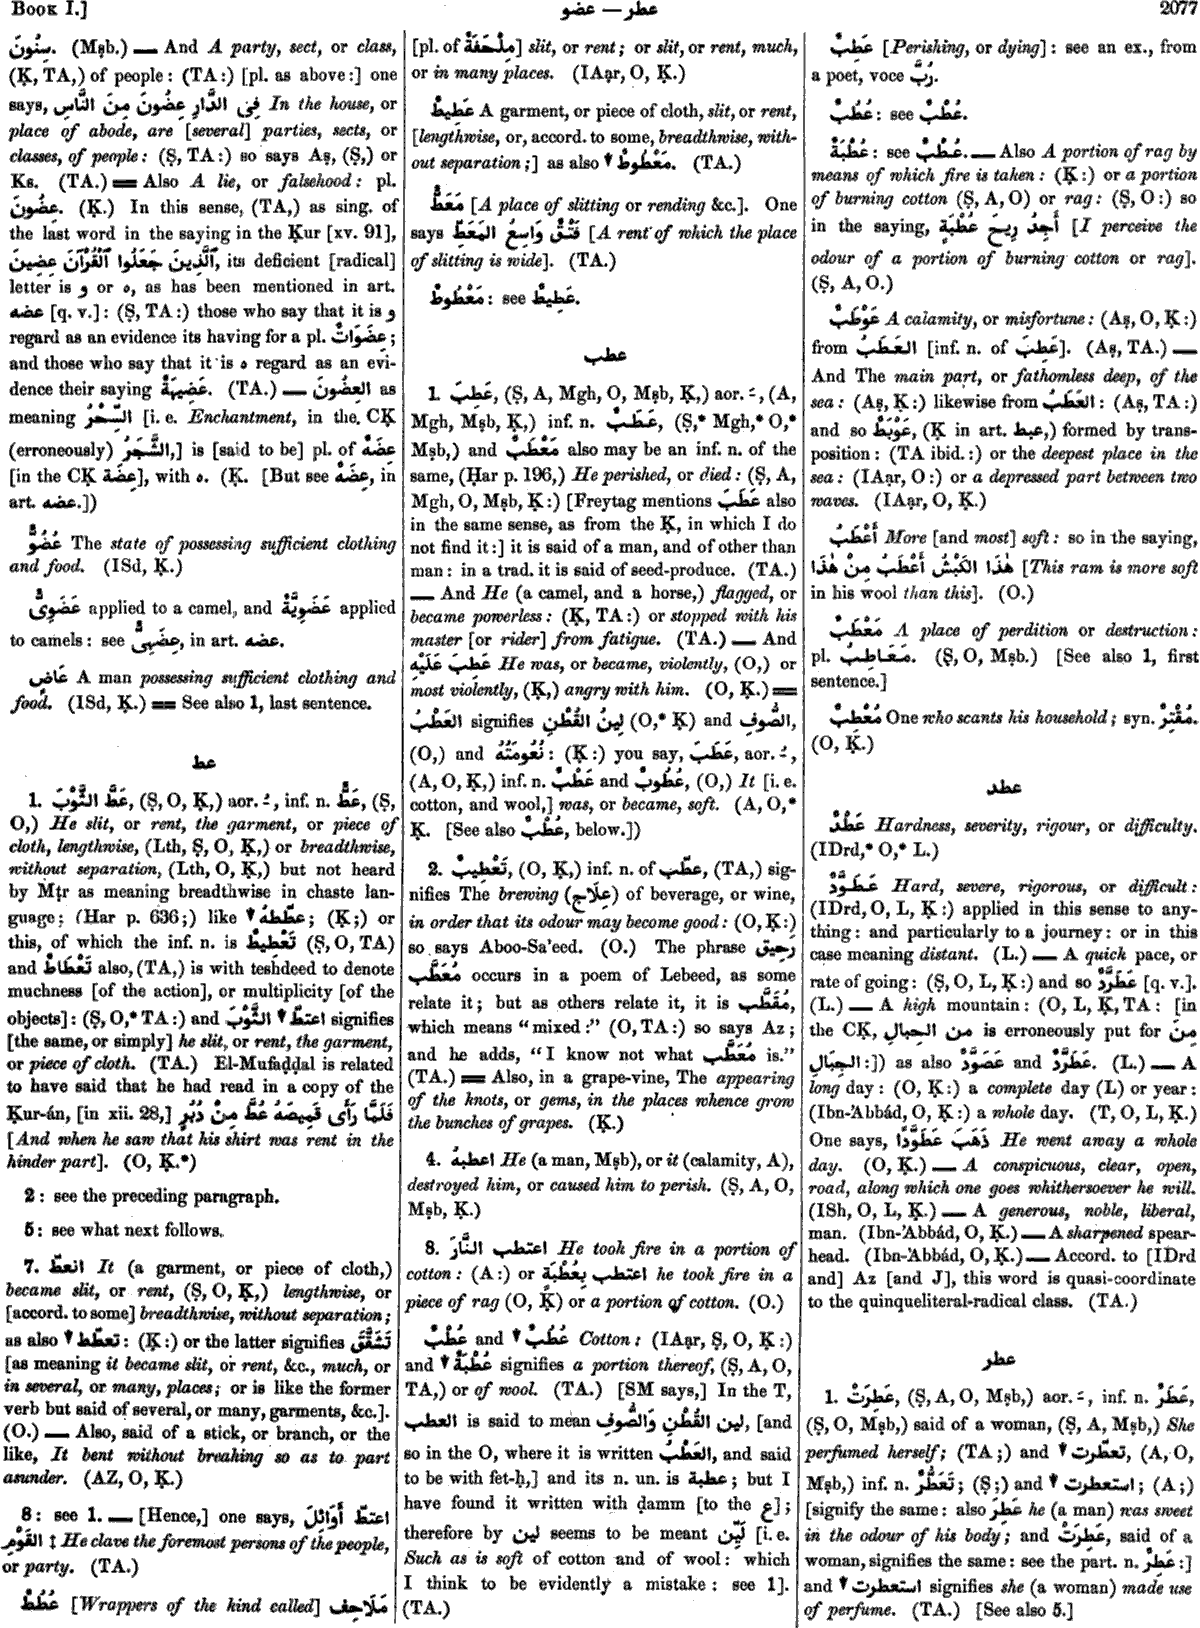 BOOK I.]
عطر — عضو
2077
سِنُونَ. (Mṣb.) — And A party, sect, or class,
(Ḳ, TA,) of people: (TA:) [pl. as above:] one
says, فِى الدَّارِ عِضُونَ مِنَ النَّاسِ In the house, or
place of abode, are [several] parties, sects, or
classes, of people: (Ṣ, TA:) so says Aṣ, (Ṣ,) or
Ks. (TA.) ═ Also A lie, or falsehood: pl.
عِضُونَ. (Ḳ.) In this sense, (TA,) as sing. of
the last word in the saying in the Ḳur [xv. 91],
ٱلَّذِينَ جَعَلُوا ٱلْقُرْآنَ عِضِينَ, its deficient [radical]
letter is و or ه, as has been mentioned in art.
عضه [q. v.]: (Ṣ, TA:) those who say that it is و
regard as an evidence its having for a pl. عِضَوَاتٌ;
and those who say that it is ه regard as an evi-
dence their saying عَضِيهَةٌ. (TA.) — العِضُونَ as
meaning السِّحْرُ [i. e. Enchantment, in the CḲ
(erroneously) الشَّجَرُ,] is [said to be] pl. of عِضَهٌ
[in the CḲ عِضَة], with ه. (Ḳ. [But see عِضَهٌ, in
art. عضه.])
عُضُوٌّ The state of possessing sufficient clothing
and food. (ISd, Ḳ.)
عَضَوِىٌّ applied to a camel, and عَضَوِيَّةٌ applied
to camels: see عِضَهِىٌّ, in art. عضه.
عَاضٍ A man possessing sufficient clothing and
food. (ISd, Ḳ.) ═ See also 1, last sentence.
عط
1. عَطَّ الثَّوْبَ, (Ṣ, O, Ḳ,) aor. ـُ, inf. n. عَطٌّ, (Ṣ,
O,) He slit, or rent, the garment, or piece of
cloth, lengthwise, (Lth, Ṣ, O, Ḳ,) or breadthwise,
without separation, (Lth, O, Ḳ,) but not heard
by Mṭr as meaning breadthwise in chaste lan-
guage; (Har p. 636;) like ▼ عطّطهُ; (Ḳ;) or
this, of which the inf. n. is تَعْطِيطٌ (Ṣ, O, TA)
and تَعْطَاطٌ also, (TA,) is with teshdeed to denote
muchness [of the action], or multiplicity [of the
objects]: (Ṣ, O,* TA:) and ▼ اعتطّ الثَّوْبَ signifies
[the same, or simply] he slit, or rent, the garment,
or piece of cloth. (TA.) El-Mufaḍḍal is related
to have said that he had read in a copy of the
Ḳur-án, [in xii. 28,] فَلَمَّا رَأَى قَمِيصَهُ عُطَّ مِنْ دُبُرٍ
[And when he saw that his shirt was rent in the
hinder part]. (O, Ḳ.*)
2: see the preceding paragraph.
5: see what next follows.
7. انعطّ It (a garment, or piece of cloth,)
became slit, or rent, (Ṣ, O, Ḳ,) lengthwise, or
[accord. to some] breadthwise, without separation;
as also ▼ تعطّط: (Ḳ:) or the latter signifies تَشَقَّقَ
[as meaning it became slit, or rent, &c., much, or
in several, or many, places; or is like the former
verb but said of several, or many, garments, &c.].
(O.) — Also, said of a stick, or branch, or the
like, It bent without breaking so as to part
asunder. (AZ, O, Ḳ.)
8: see 1. — [Hence,] one says, اعتطّ أَوَائِلَ
القَوْمِ ‡ He clave the foremost persons of the people,
or party. (TA.)
عُطُطٌ [Wrappers of the kind called] مَلَاحِف
[pl. of مِلْحَفَةٌ] slit, or rent; or slit, or rent, much,
or in many places. (IAạr, O, Ḳ.)
عَطِيطٌ A garment, or piece of cloth, slit, or rent,
[lengthwise, or, accord. to some, breadthwise, with-
out separation;] as also ▼ مَعْطُوطٌ. (TA.)
مَعَطٌّ [A place of slitting or rending &c.]. One
says فَتْقٌ وَاسِعُ المَعَطِّ [A rent of which the place
of slitting is wide]. (TA.)
مَعْطُوطٌ: see عَطِيطٌ.
عطب
1. عَطِبَ, (Ṣ, A, Mgh, O, Mṣb, Ḳ,) aor. ـَ, (A,
Mgh, Mṣb, Ḳ,) inf. n. عَطَبٌ, (Ṣ,* Mgh,* O,*
Mṣb,) and مَعْطَبٌ also may be an inf. n. of the
same, (Ḥar p. 196,) He perished, or died: (Ṣ, A,
Mgh, O, Mṣb, Ḳ:) [Freytag mentions عَطَبَ also
in the same sense, as from the Ḳ, in which I do
not find it:] it is said of a man, and of other than
man: in a trad. it is said of seed-produce. (TA.)
— And He (a camel, and a horse,) flagged, or
became powerless: (Ḳ, TA:) or stopped with his
master [or rider] from fatigue. (TA.) — And
عَطِبَ عَلَيْهِ He was, or became, violently, (O,) or
most violently, (Ḳ,) angry with him. (O, Ḳ.) ═
العَطْبُ signifies لِينُ القُطْنِ (O,* Ḳ) and الصُّوفِ,
(O,) and نُعُومَتُهُ: (Ḳ:) you say, عَطَبَ, aor. ـُ,
(A, O, Ḳ,) inf. n. عَطْبٌ and عُطُوبٌ, (O,) It [i. e.
cotton, and wool,] was, or became, soft. (A, O,*
Ḳ. [See also عُطْبٌ, below.])
2. تَعْطِيبٌ, (O, Ḳ,) inf. n. of عطّب, (TA,) sig-
nifies The brewing (عِلَاج) of beverage, or wine,
in order that its odour may become good: (O, Ḳ:)
so says Aboo-Sa'eed. (O.) The phrase رَحِيق
مُعَطَّب occurs in a poem of Lebeed, as some
relate it; but as others relate it, it is مُقَطَّب,
which means "mixed:" (O, TA:) so says Az;
and he adds, "I know not what مُعَطَّب is."
(TA.) ═ Also, in a grape-vine, The appearing
of the knots, or gems, in the places whence grow
the bunches of grapes. (Ḳ.)
4. اعطبهُ He (a man, Mṣb), or it (calamity, A),
destroyed him, or caused him to perish. (Ṣ, A, O,
Mṣb, Ḳ.)
8. اعتطب النَّارَ He took fire in a portion of
cotton: (A:) or اعتطب بِعُطْبَة he took fire in a
piece of rag (O, Ḳ) or a portion of cotton. (O.)
عُطْبٌ and ▼ عُطُبٌ Cotton: (IAạr, Ṣ, O, Ḳ:)
and ▼ عُطْبَةٌ signifies a portion thereof, (Ṣ, A, O,
TA,) or of wool. (TA.) [SM says,] In the T,
العطب is said to mean لين القُطْنِ وَالصُّوفِ, [and
so in the O, where it is written العَطْبُ, and said
to be with fet-ḥ,] and its n. un. is عطبة; but I
have found it written with ḍamm [to the ع];
therefore by لين seems to be meant لَيِّن [i. e.
Such as is soft of cotton and of wool: which
I think to be evidently a mistake: see 1].
(TA.)
عَطِبٌ [Perishing, or dying]: see an ex., from
a poet, voce رُبَّ.
عُطُبٌ: see عُطْبٌ.
عُطْبَةٌ: see عُطْبٌ. — Also A portion of rag by
means of which fire is taken: (Ḳ:) or a portion
of burning cotton (Ṣ, A, O) or rag: (Ṣ, O:) so
in the saying, أَجِدُ رِيحَ عُطْبَةٍ [I perceive the
odour of a portion of burning cotton or rag].
(Ṣ, A, O.)
عَوْطَبٌ A calamity, or misfortune: (Aṣ, O, Ḳ:)
from العَطَبُ [inf. n. of عَطِبَ]. (Aṣ, TA.) —
And The main part, or fathomless deep, of the
sea: (Aṣ, Ḳ:) likewise from العَطَبُ: (Aṣ, TA:)
and so عَوْبَطٌ, (Ḳ in art. عبط,) formed by trans-
position: (TA ibid.:) or the deepest place in the
sea: (IAạr, O:) or a depressed part between two
waves. (IAạr, O, Ḳ.)
أَعْطَبُ More [and most] soft: so in the saying,
هٰذَا الكَبْشُ أَعْطَبُ مِنْ هٰذَا [This ram is more soft
in his wool than this]. (O.)
مَعْطَبٌ A place of perdition or destruction:
pl. مَعَاطِبُ. (Ṣ, O, Mṣb.) [See also 1, first
sentence.]
مُعْطِبٌ One who scants his household; syn. مُقْتِرٌ.
(O, Ḳ.)
عطد
عَطْدٌ Hardness, severity, rigour, or difficulty.
(IDrd,* O,* L.)
عَطَوَّدٌ Hard, severe, rigorous, or difficult:
(IDrd, O, L, Ḳ:) applied in this sense to any-
thing: and particularly to a journey: or in this
case meaning distant. (L.) — A quick pace, or
rate of going: (Ṣ, O, L, Ḳ:) and so عَطَرَّدٌ [q. v.].
(L.) — A high mountain: (O, L, Ḳ, TA: [in
the CḲ, من الجبال is erroneously put for مِنَ
الجِبَالِ:]) as also عَصَوَّدٌ and عَطَرَّدٌ. (L.) — A
long day: (O, Ḳ:) a complete day (L) or year:
(Ibn-'Abbád, O, Ḳ:) a whole day. (T, O, L, Ḳ.)
One says, ذَهَبَ عَطَوَّدًا He went away a whole
day. (O, Ḳ.) — A conspicuous, clear, open,
road, along which one goes whithersoever he will.
(ISh, O, L, Ḳ.) — A generous, noble, liberal,
man. (Ibn-'Abbád, O, Ḳ.) — A sharpened spear-
head. (Ibn-'Abbád, O, Ḳ.) — Accord. to [IDrd
and] Az [and J], this word is quasi-coordinate
to the quinqueliteral-radical class. (TA.)
عطر
1. عَطِرَتْ, (Ṣ, A, O, Mṣb,) aor. ـَ, inf. n. عَطَرٌ,
(Ṣ, O, Mṣb,) said of a woman, (Ṣ, A, Mṣb,) She
perfumed herself; (TA;) and ▼ تعطّرت, (A, O,
Mṣb,) inf. n. تَعَطُّرٌ; (Ṣ;) and ▼ استعطرت; (A;)
[signify the same: also عَطِرَ he (a man) was sweet
in the odour of his body; and عَطِرَتْ, said of a
woman, signifies the same: see the part. n. عَطِرٌ:]
and ▼ استعطرت signifies she (a woman) made use
of perfume. (TA.) [See also 5.]